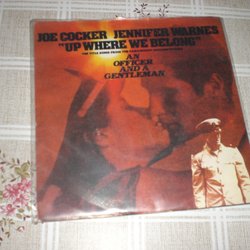 JOE COCKER JENNIFER WARNES
"UP WHERE WE BELONG"
AN
OFFICER
AND A
GENTLEMAN